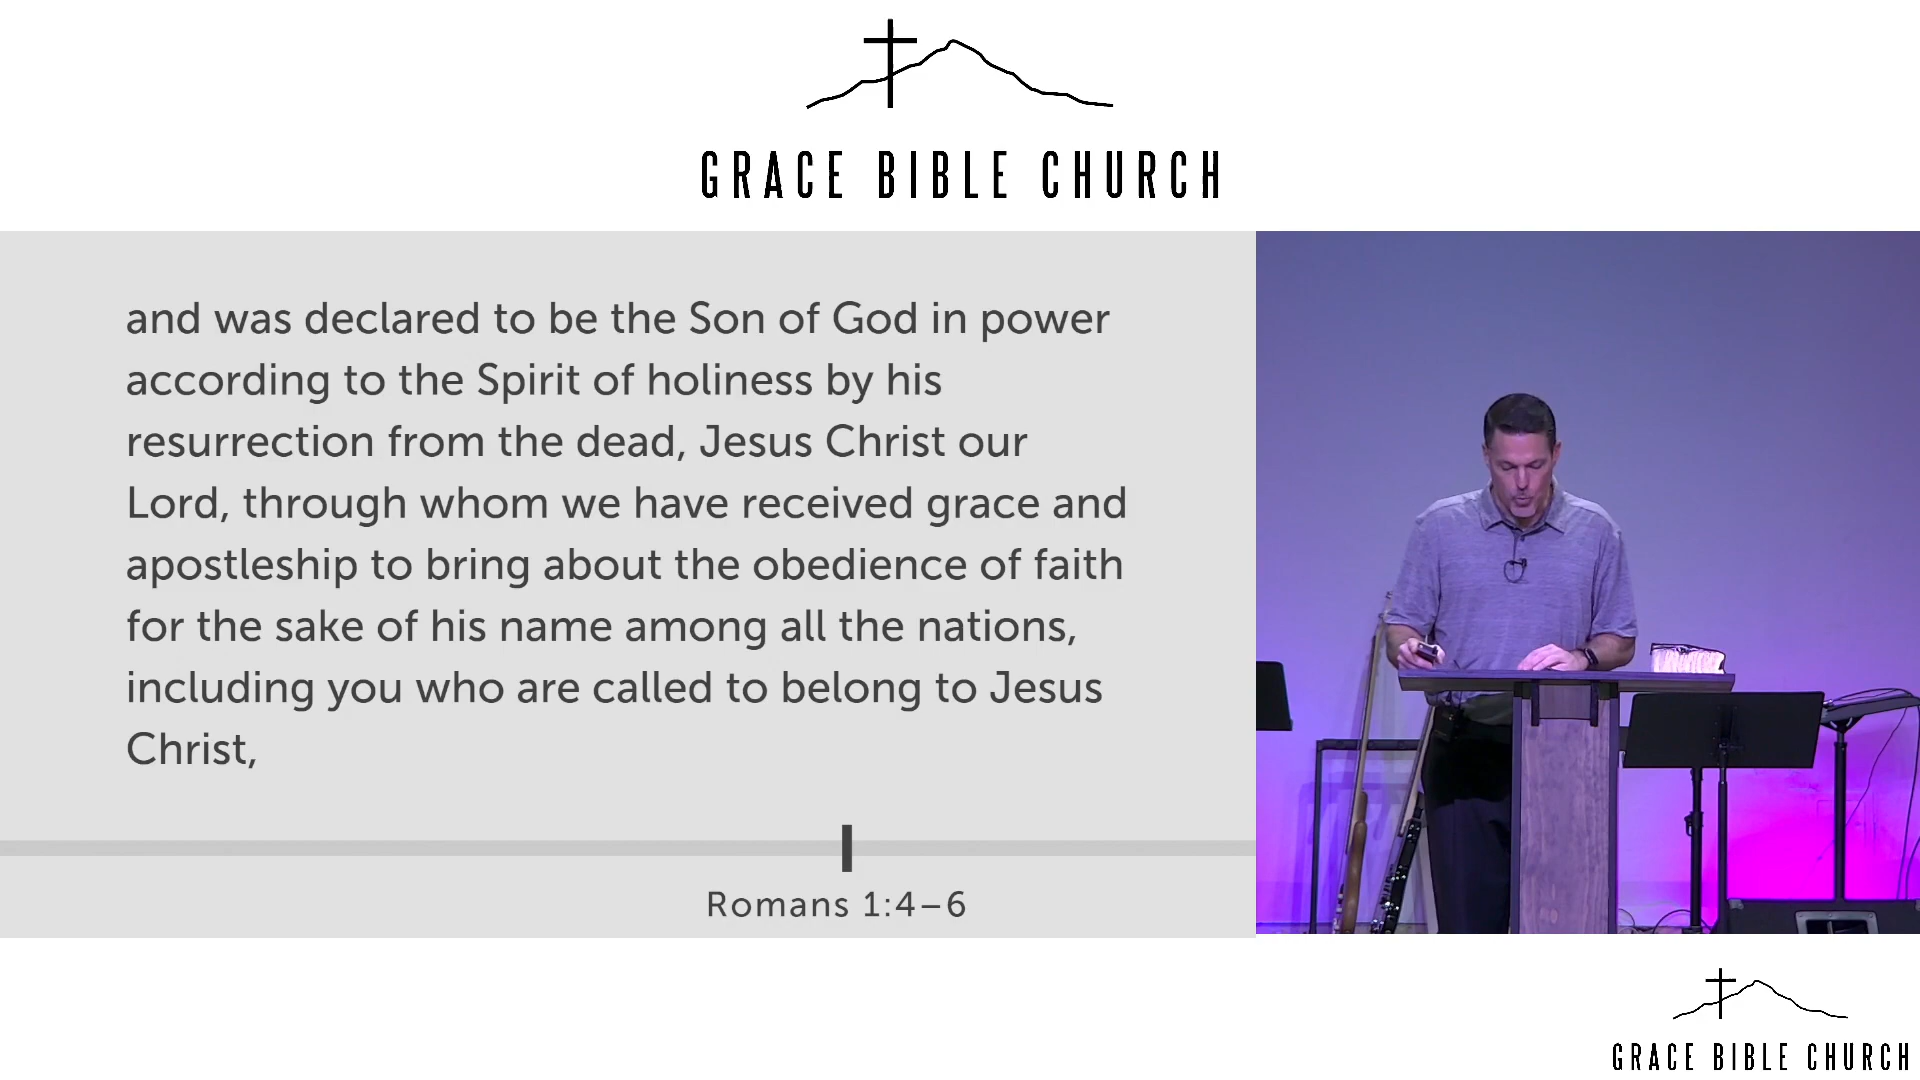 GRACE BIBLE CHURCH
and was declared to be the Son of God in power
according to the Spirit of holiness by his
resurrection from the dead, Jesus Christ our
Lord, through whom we have received grace and
apostleship to bring about the obedience of faith
for the sake of his name among all the nations,
including you who are called to belong to Jesus
Christ,
Romans 1:4–6
GRACE BIBLE CHURCH